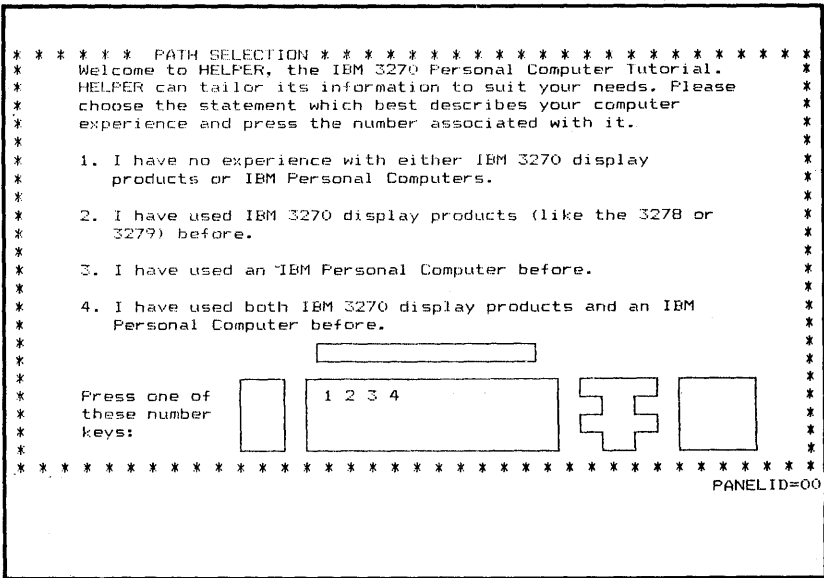 * * * * * * PATH SELECTION * * * * * * * * * * * * * * * * * * * * * * *
* Welcome to HELPER, the IBM 3270 Personal Computer Tutorial. *
* HELPER can tailor its information to suit your needs. Please *
* choose the statement which best describes your computer *
* experience and press the number associated with it. *
* *
* 1. I have no experience with either IBM 3270 display *
* products or IBM Personal Computers. *
* *
* 2. I have used IBM 3270 display products (like the 3278 or *
* 3279) before. *
* *
* 3. I have used an IBM Personal Computer before. *
* *
* 4. I have used both IBM 3270 display products and an IBM *
* Personal Computer before. *
* *
* *
* *
* Press one of 1 2 3 4 *
* these number *
* keys: *
* *
* * * * * * * * * * * * * * * * * * * * * * * * * * * * * * * * * * * * *
PANELID=00